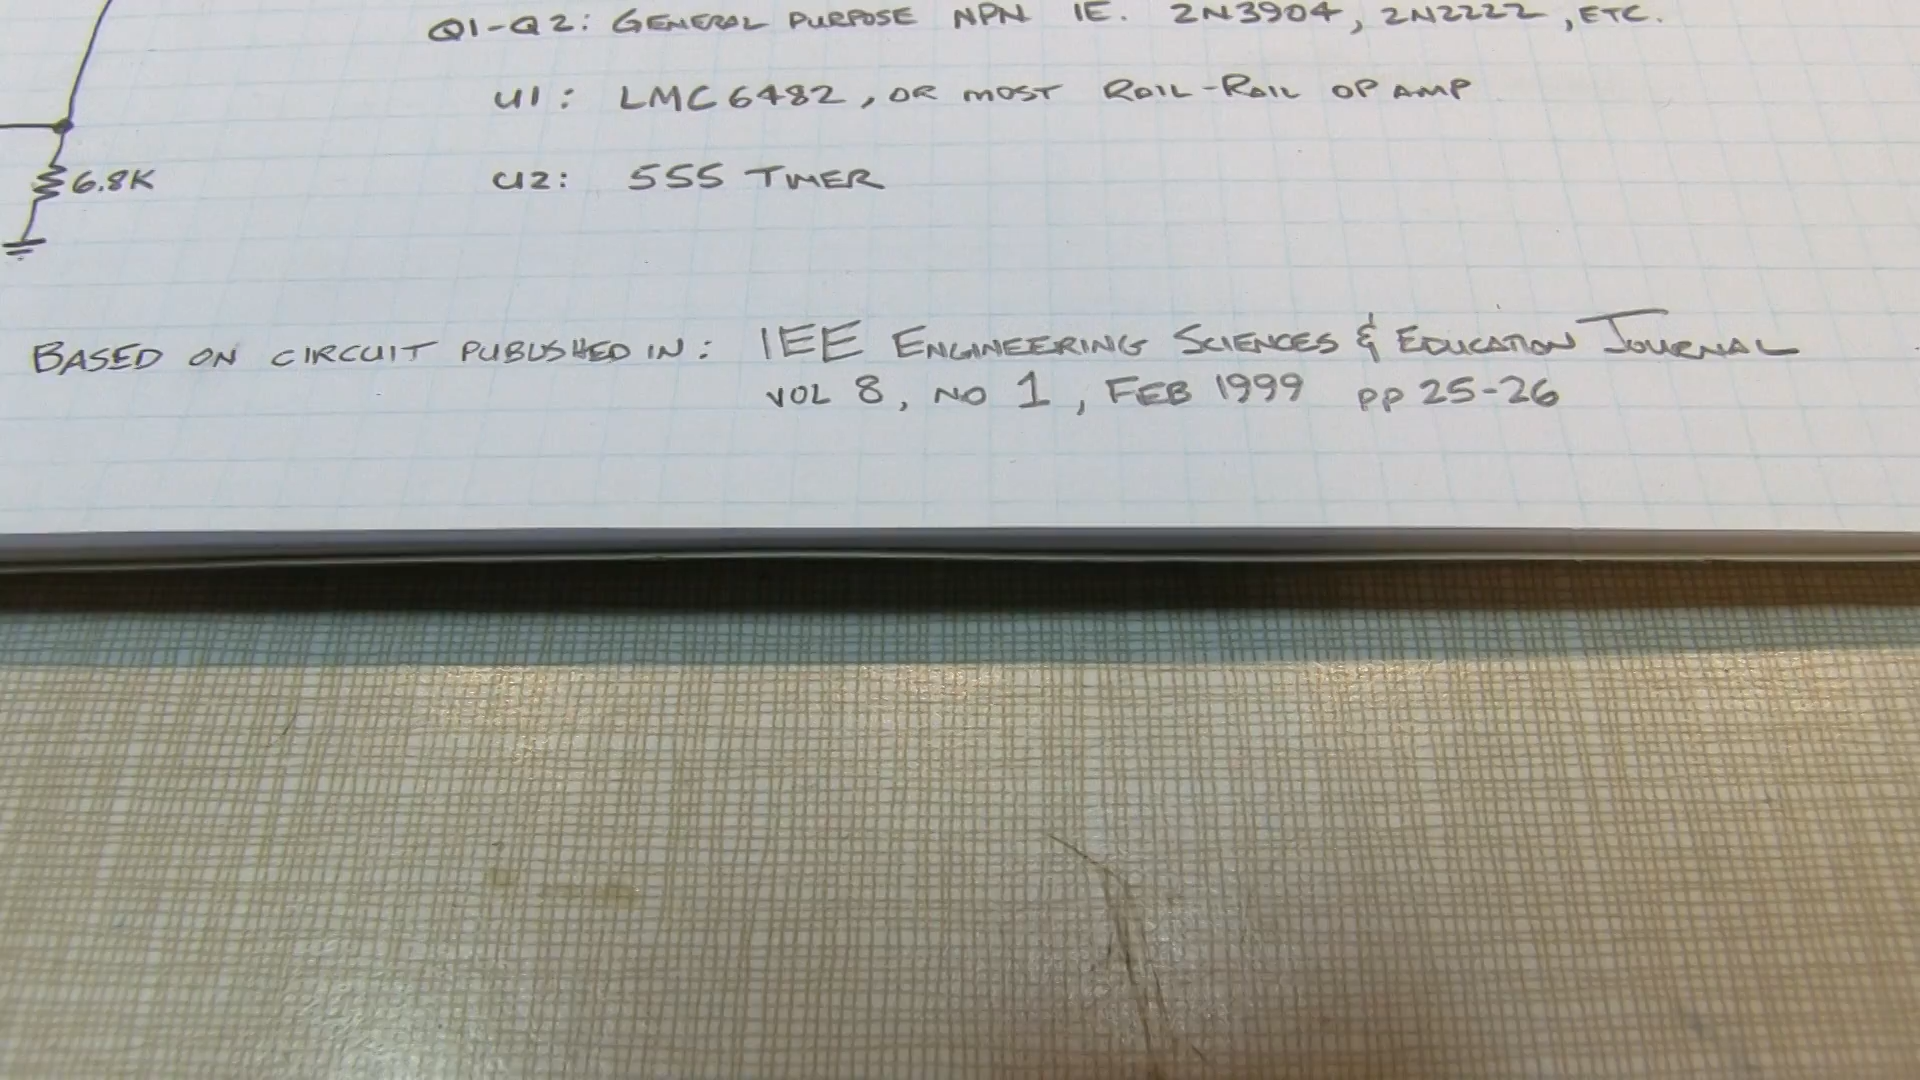 Q1-Q2: GENERAL PURPOSE NPN IE. 2N3904, 2N2222, ETC.
U1: LMC6482, OR MOST RAIL-RAIL OP AMP
6.8K
U2: 555 TIMER
BASED ON CIRCUIT PUBLISHED IN: IEE ENGINEERING SCIENCES & EDUCATION JOURNAL
VOL 8, NO 1, FEB 1999 PP 25-26